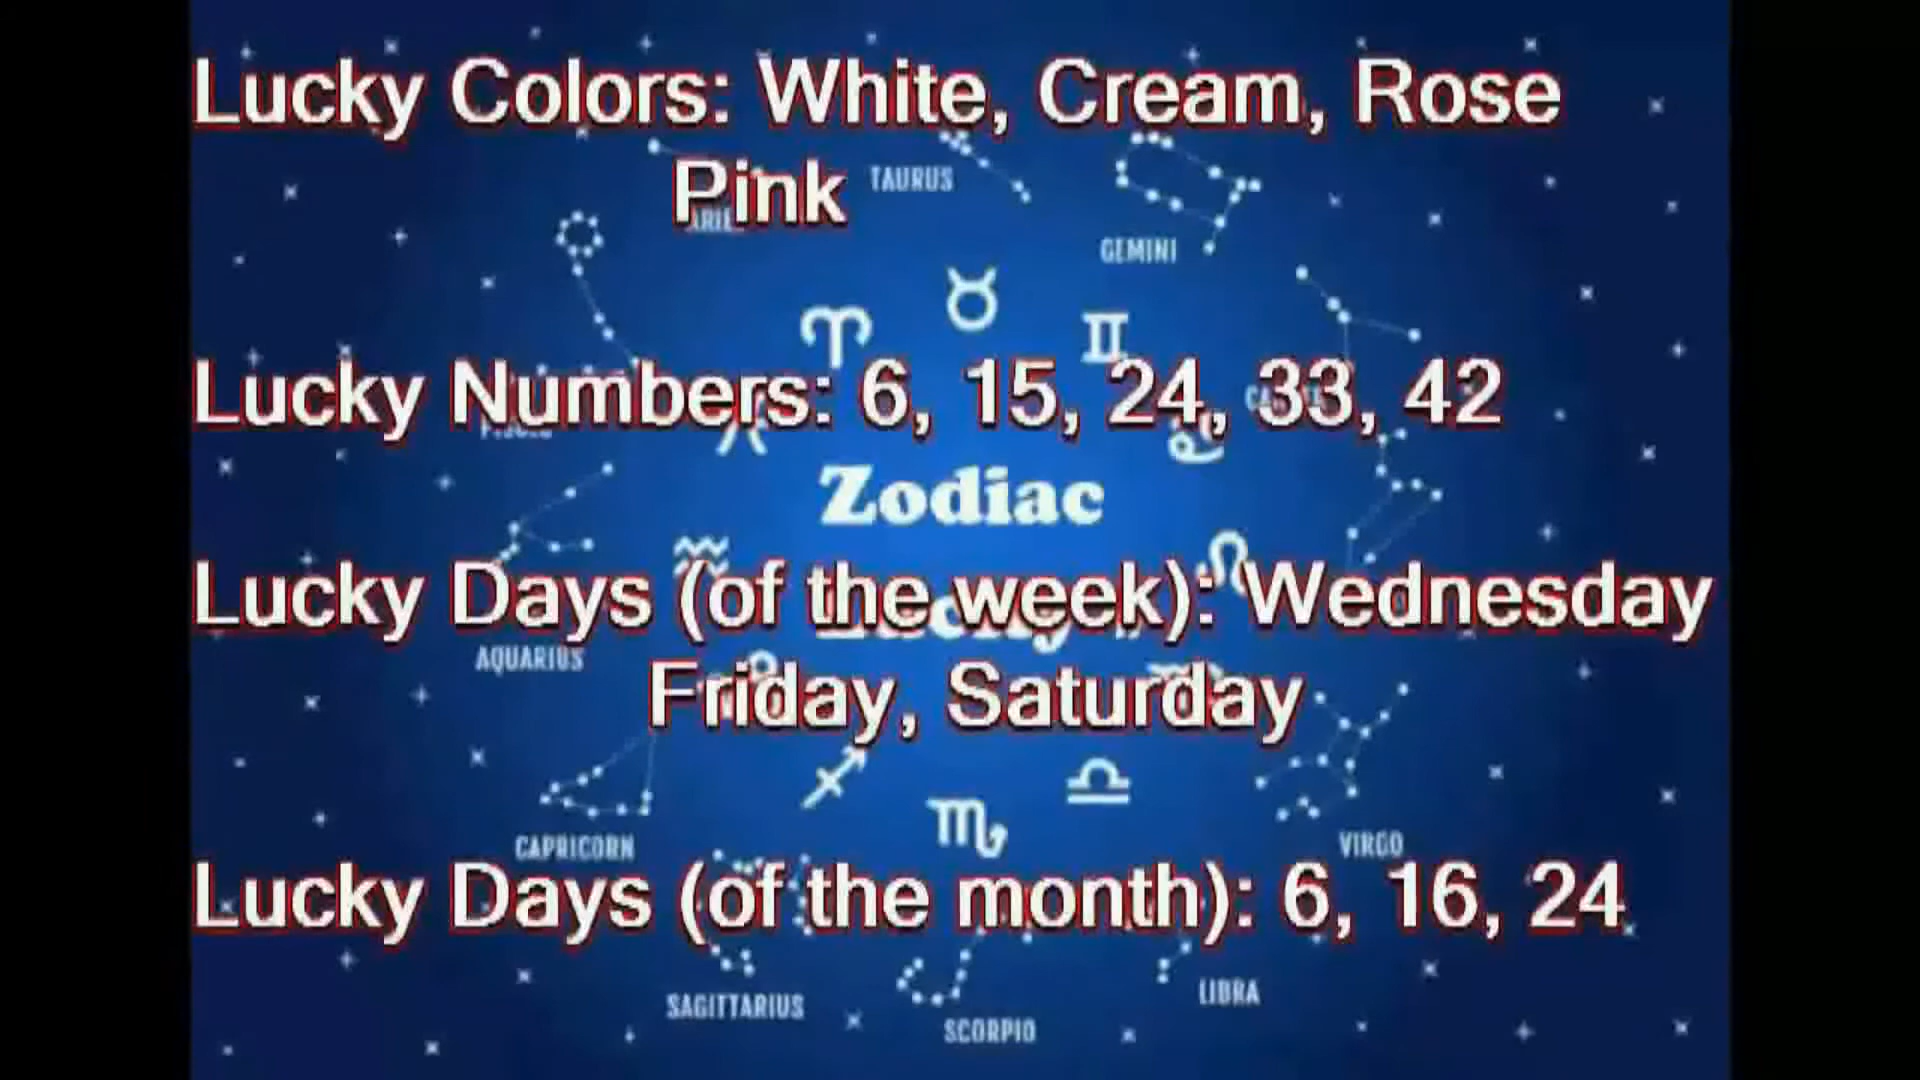 Lucky Colors: White, Cream, Rose
Pink
TAURUS
GEMINI
Lucky Numbers: 6, 15, 24, 33, 42
Zodiac
Lucky Days (of the week): Wednesday
AQUARIUS
Friday, Saturday
CAPRICORN
VIRGO
Lucky Days (of the month): 6, 16, 24
SAGITTARIUS
LIBRA
SCORPIO